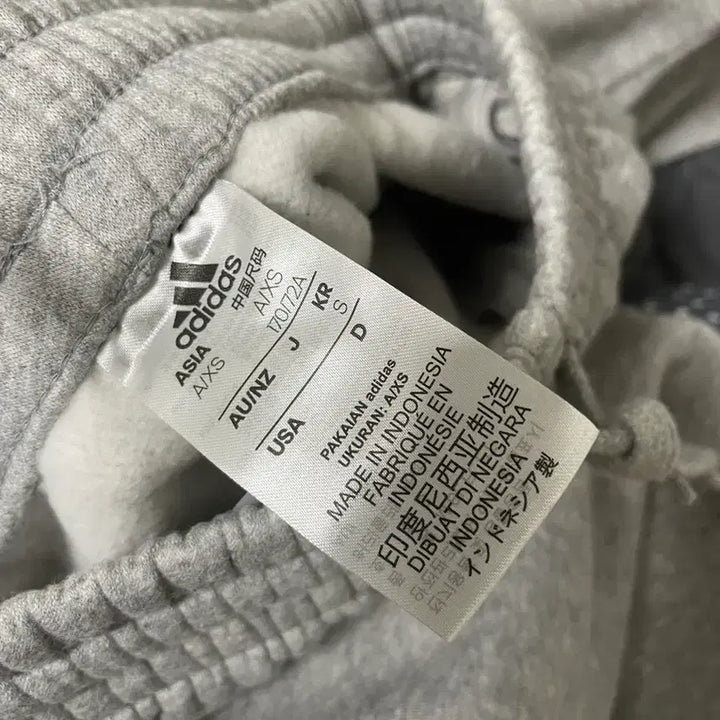 adidas
中国尺码
ASIA A/XS
A/XS 170/72A
AU/NZ J KR
S
USA D
PAKAIAN adidas
UKURAN: A/XS
MADE IN INDONESIA
FABRIQUÉ EN
INDONÉSIE
印度尼西亚制造
DIBUAT DI NEGARA
INDONESIA
インドネシア製